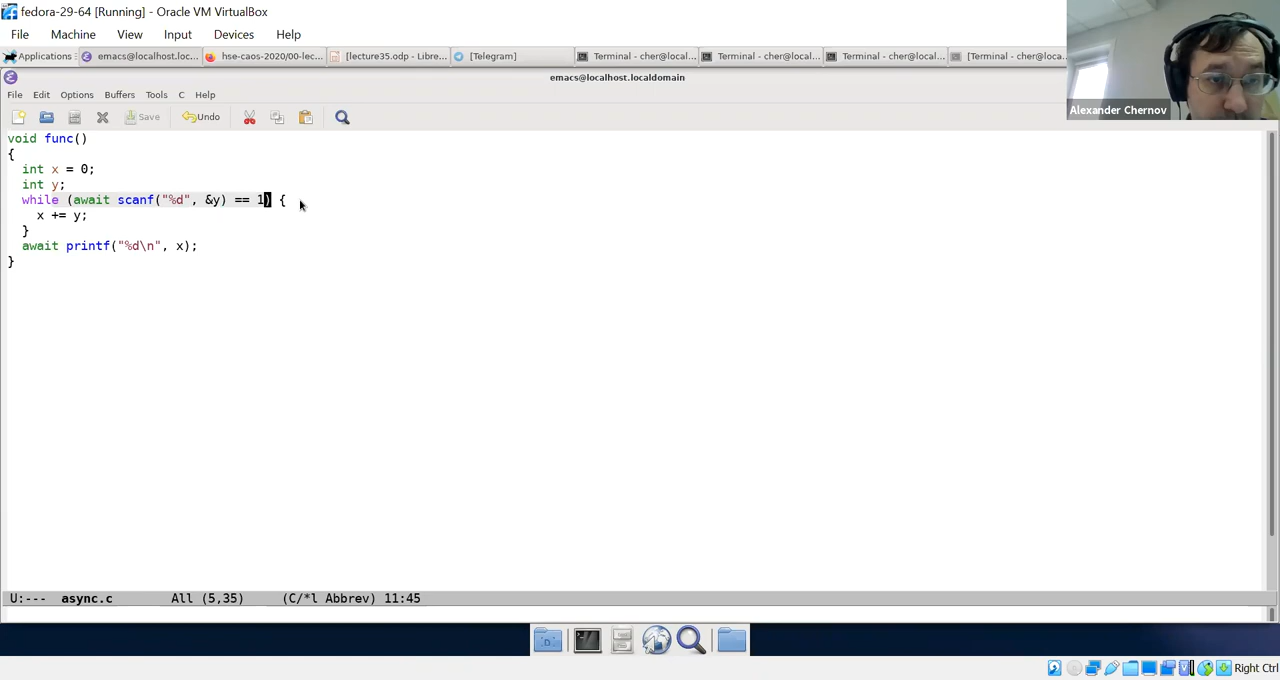 fedora-29-64 [Running] - Oracle VM VirtualBox
File Machine View Input Devices Help
Applications emacs@localhost.loc... hse-caos-2020/00-lec... [lecture35.odp - Libre... [Telegram] Terminal - cher@local... Terminal - cher@local... Terminal - cher@local... [Terminal - cher@loca...
emacs@localhost.localdomain
Alexander Chernov
File Edit Options Buffers Tools C Help
Save Undo
void func()
{
int x = 0;
int y;
while (await scanf("%d", &y) == 1) {
x += y;
}
await printf("%d\n", x);
}
U:--- async.c All (5,35) (C/*l Abbrev) 11:45
Right Ctrl